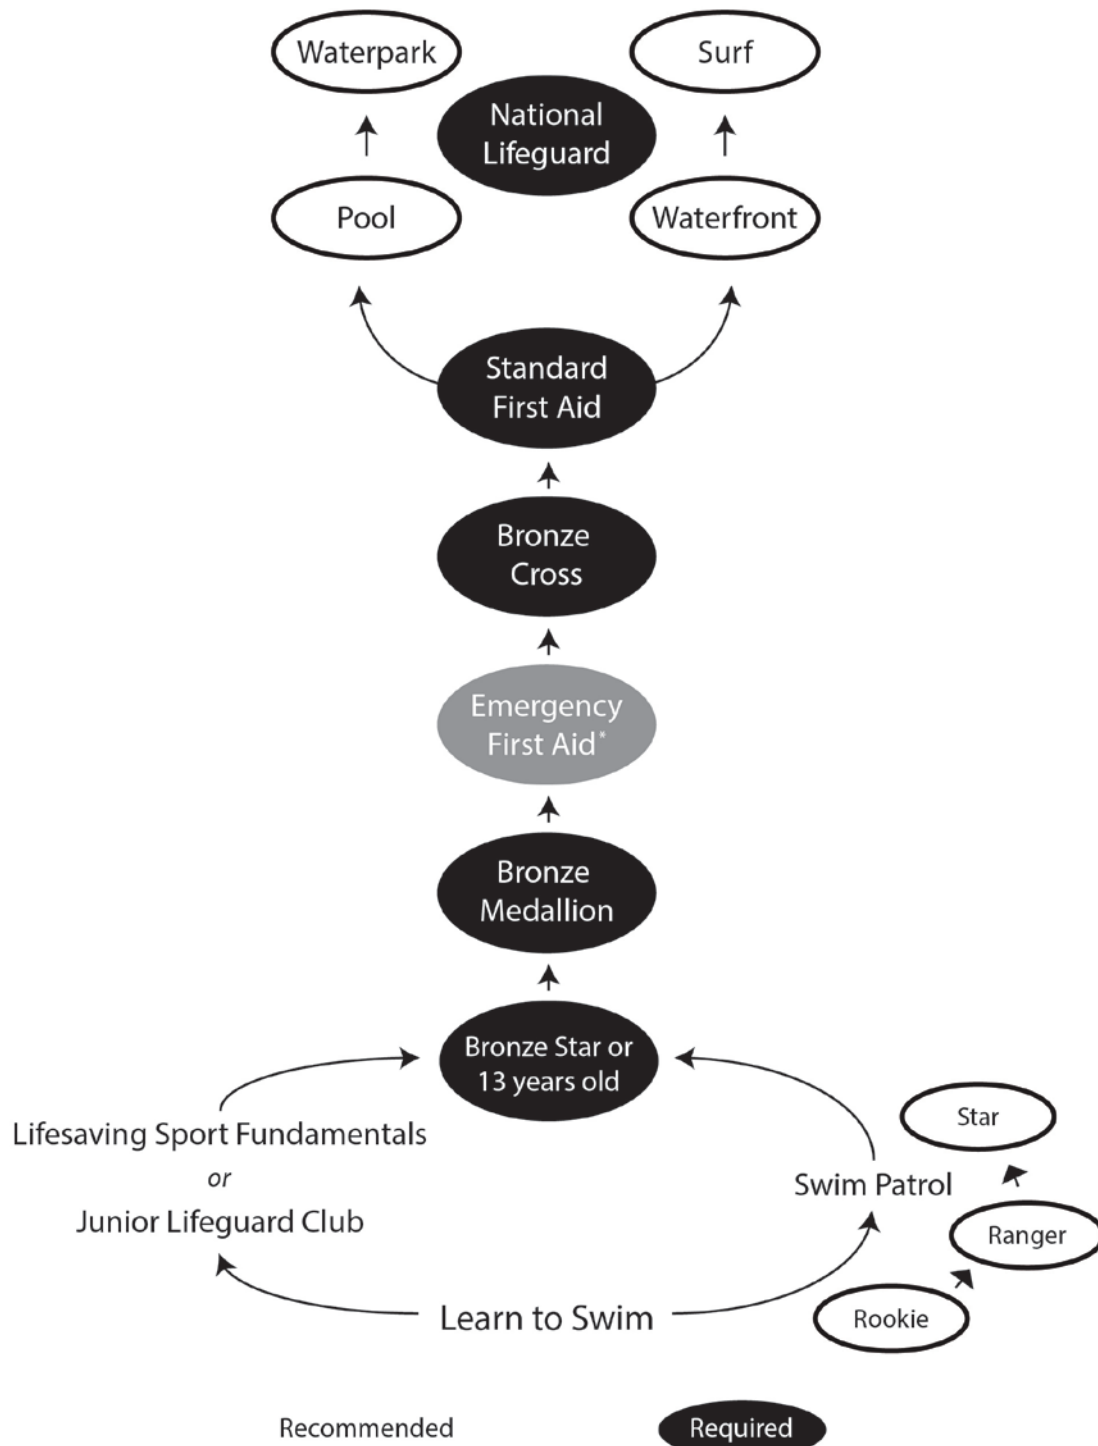 Waterpark
Surf
National
Lifeguard
Pool
Waterfront
Standard
First Aid
Bronze
Cross
Emergency
First Aid*
Bronze
Medallion
Bronze Star or
13 years old
Lifesaving Sport Fundamentals
or
Junior Lifeguard Club
Star
Swim Patrol
Ranger
Rookie
Learn to Swim
Recommended
Required